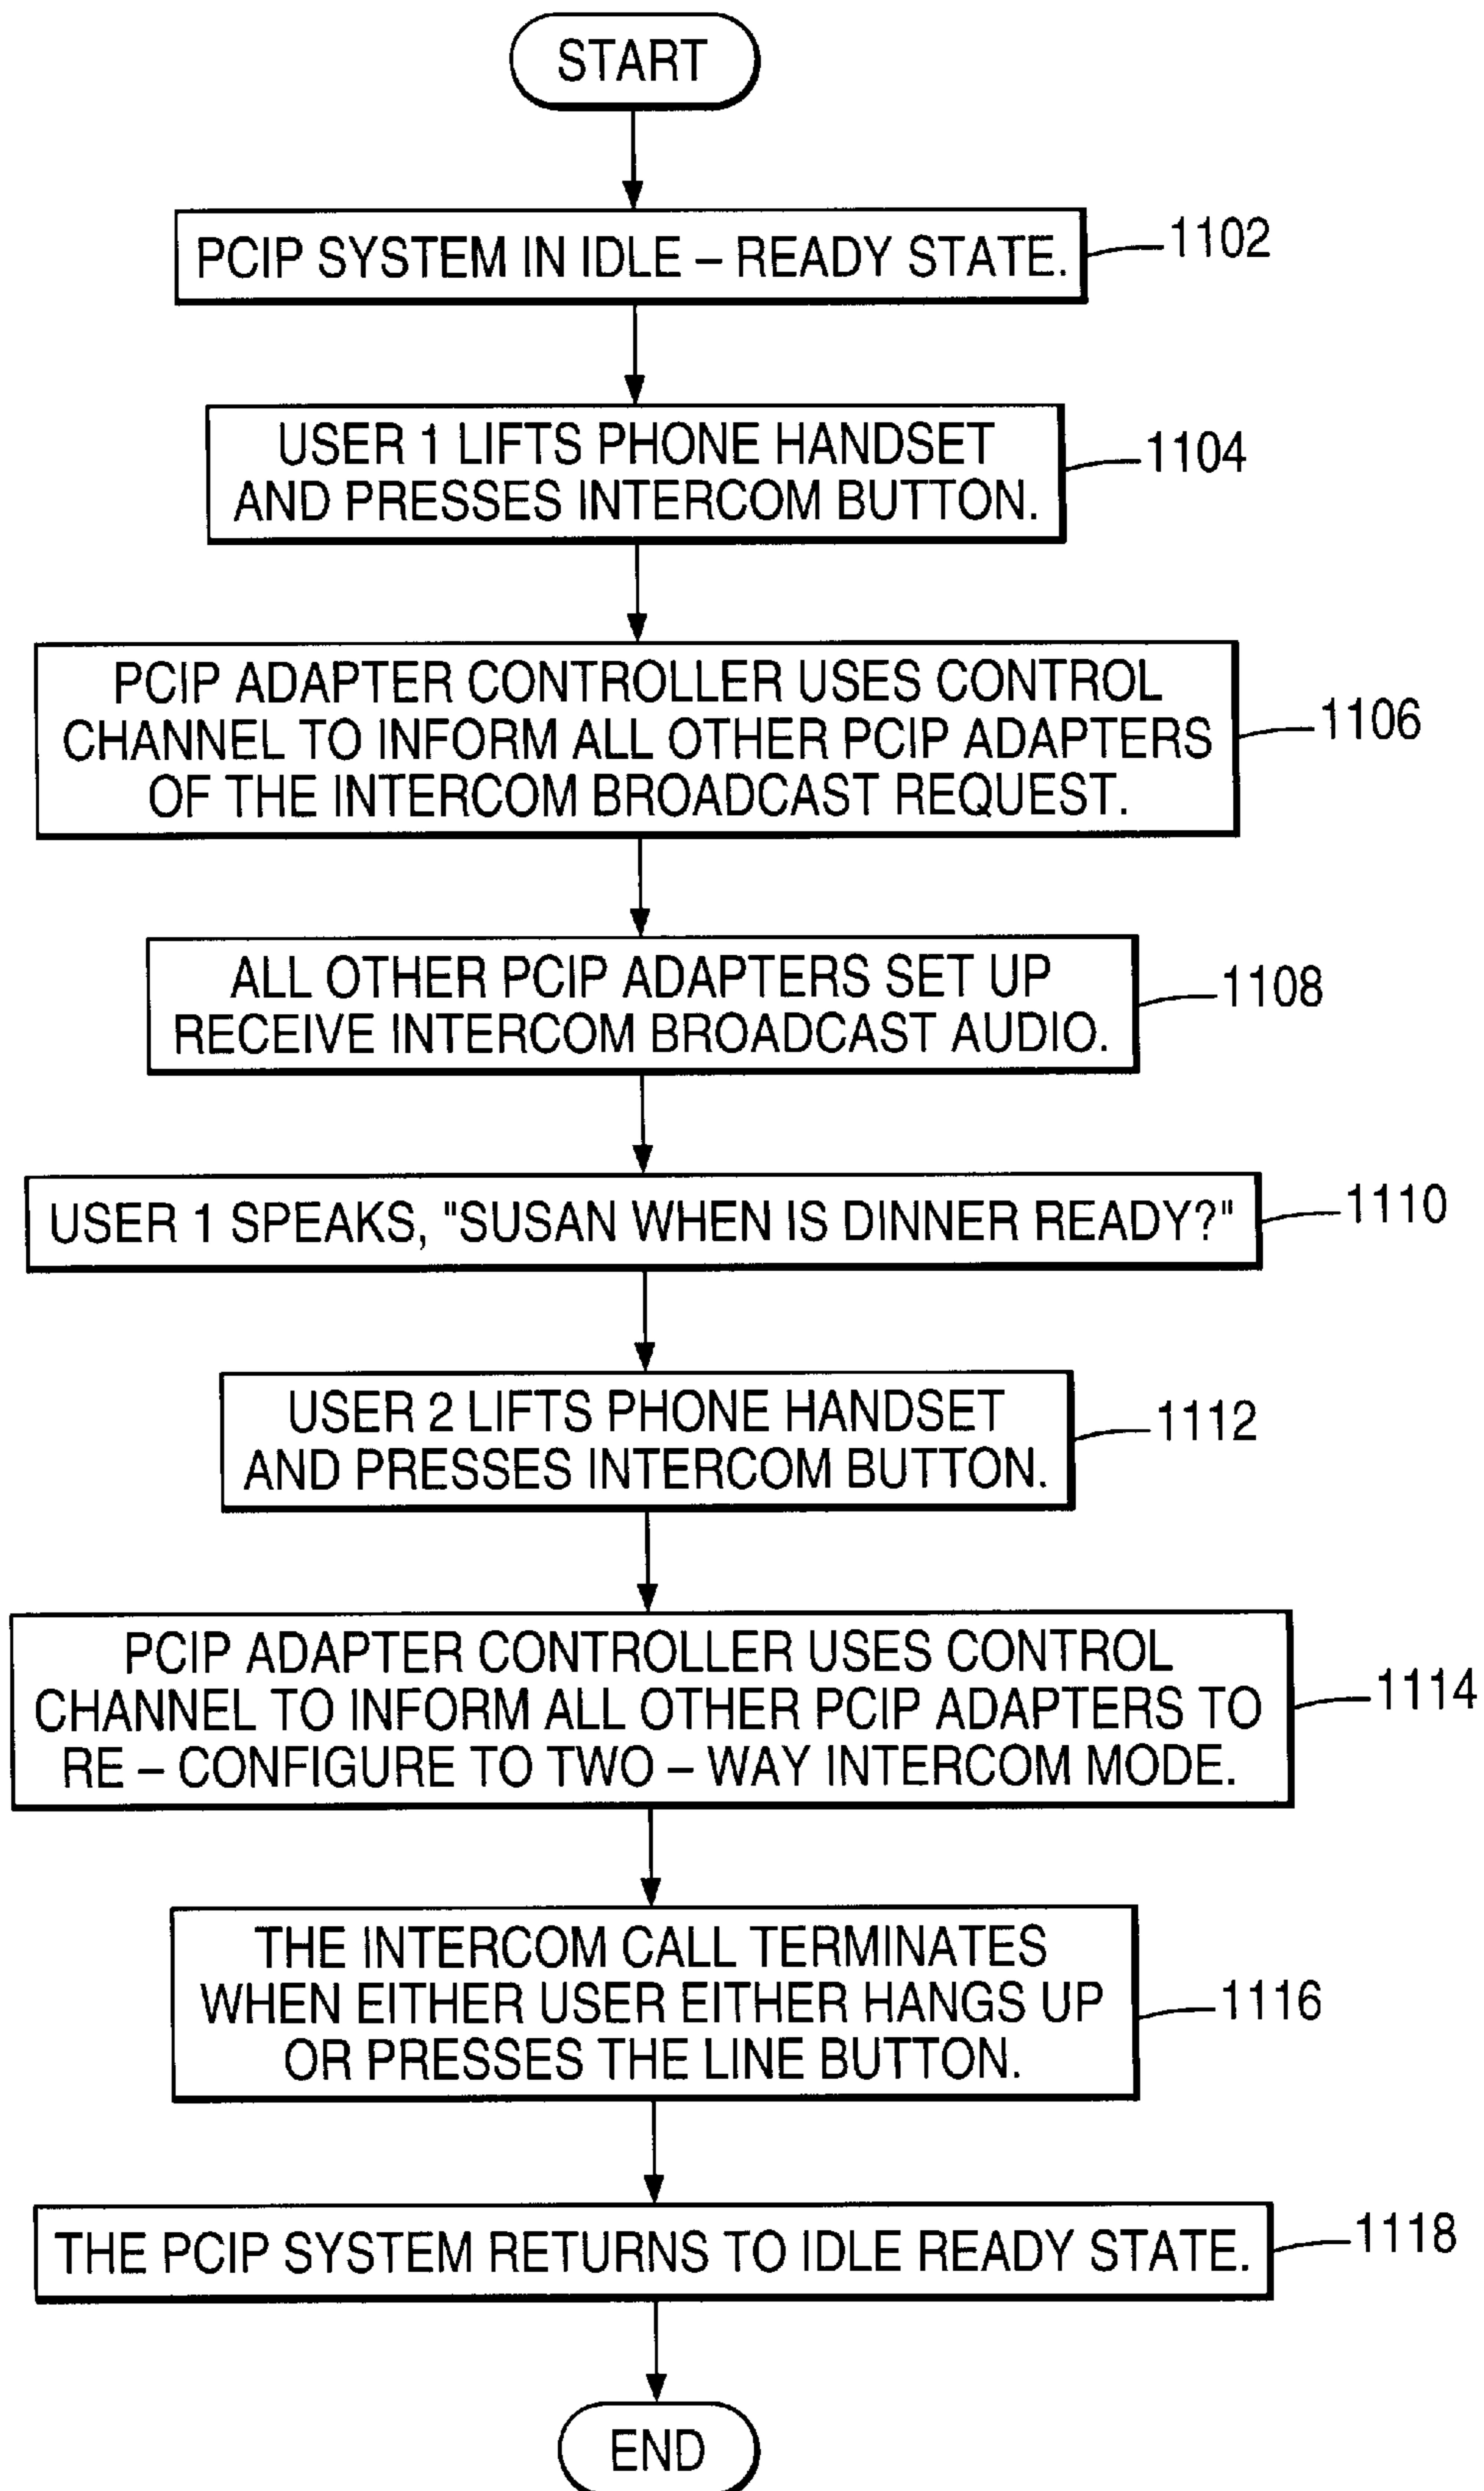 START
PCIP SYSTEM IN IDLE – READY STATE.
1102
USER 1 LIFTS PHONE HANDSET
AND PRESSES INTERCOM BUTTON.
1104
PCIP ADAPTER CONTROLLER USES CONTROL
CHANNEL TO INFORM ALL OTHER PCIP ADAPTERS
OF THE INTERCOM BROADCAST REQUEST.
1106
ALL OTHER PCIP ADAPTERS SET UP
RECEIVE INTERCOM BROADCAST AUDIO.
1108
USER 1 SPEAKS, "SUSAN WHEN IS DINNER READY?"
1110
USER 2 LIFTS PHONE HANDSET
AND PRESSES INTERCOM BUTTON.
1112
PCIP ADAPTER CONTROLLER USES CONTROL
CHANNEL TO INFORM ALL OTHER PCIP ADAPTERS TO
RE – CONFIGURE TO TWO – WAY INTERCOM MODE.
1114
THE INTERCOM CALL TERMINATES
WHEN EITHER USER EITHER HANGS UP
OR PRESSES THE LINE BUTTON.
1116
THE PCIP SYSTEM RETURNS TO IDLE READY STATE.
1118
END